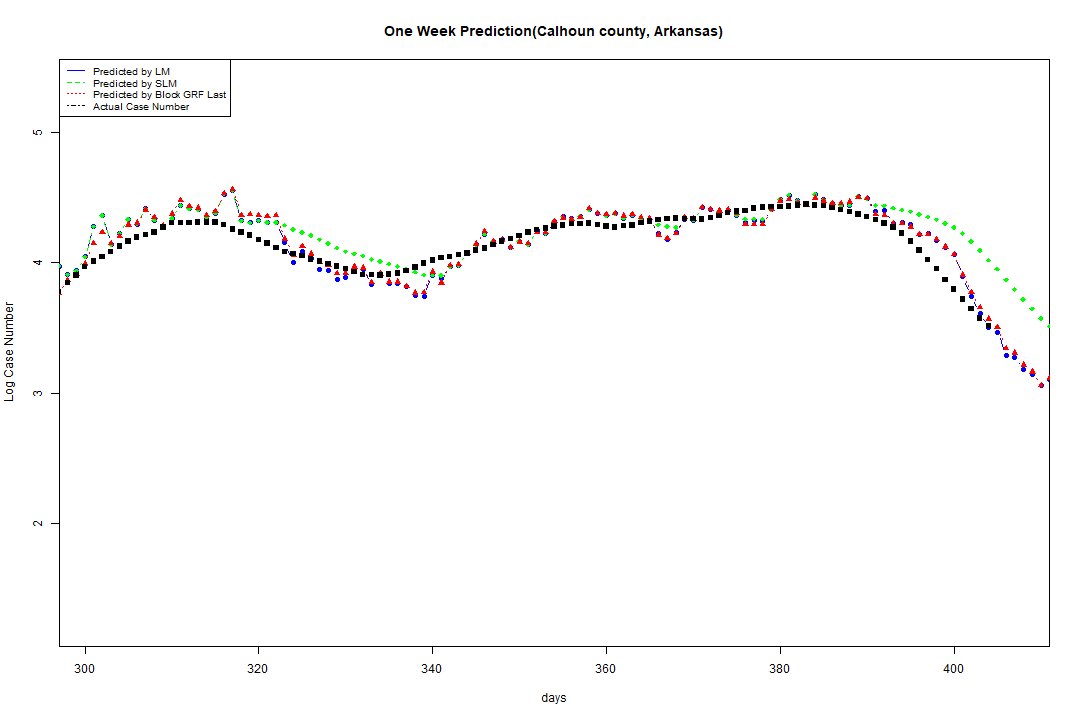 One Week Prediction(Calhoun county, Arkansas)
Predicted by LM
Predicted by SLM
Predicted by Block GRF Last
Actual Case Number
5
4
3
2
Log Case Number
300 320 340 360 380 400
days